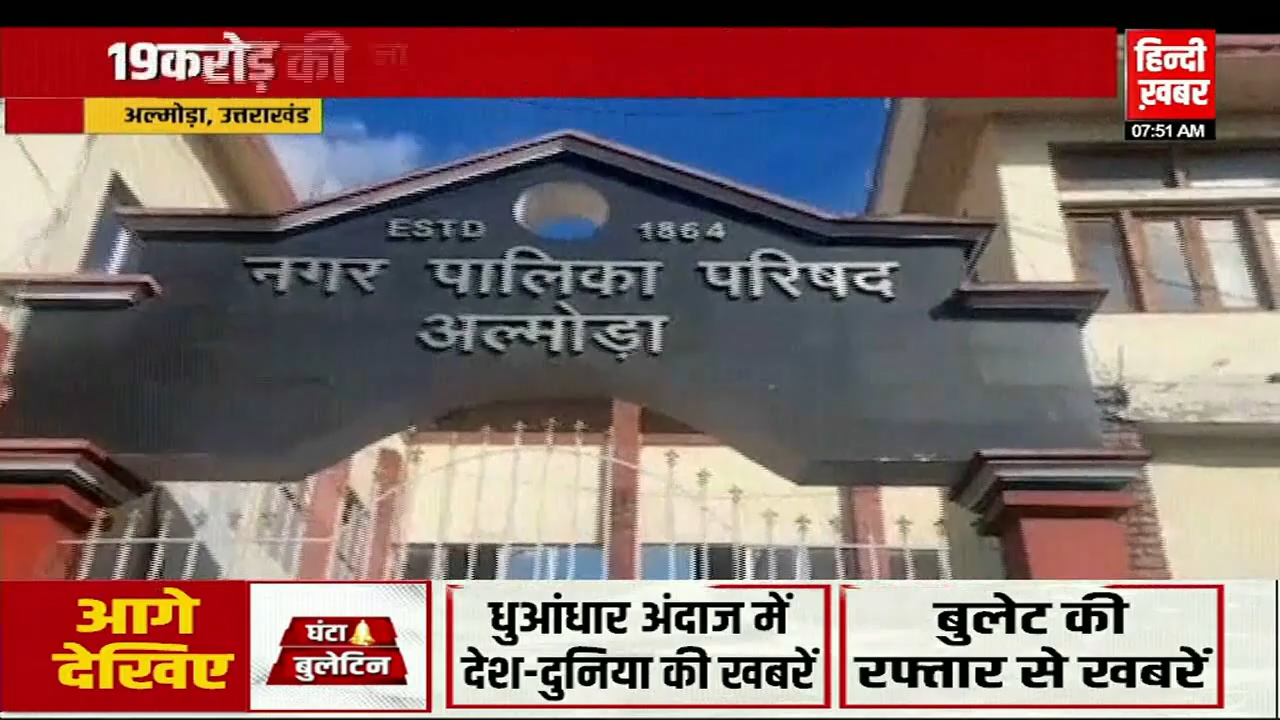 19करोड़ की
हिन्दी
ख़बर
07:51 AM
अल्मोड़ा, उत्तराखंड
ESTD 1864
नगर पालिका परिषद
अल्मोड़ा
आगे
देखिए
घंटा
बुलेटिन
धुआंधार अंदाज में
देश-दुनिया की खबरें
बुलेट की
रफ्तार से खबरें